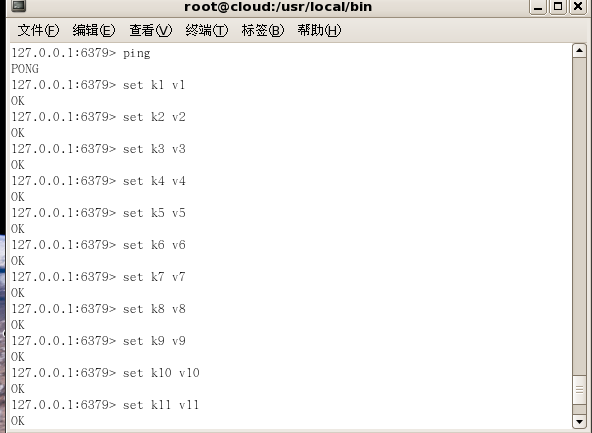 root@cloud:/usr/local/bin
文件(F) 编辑(E) 查看(V) 终端(T) 标签(B) 帮助(H)
127.0.0.1:6379> ping
PONG
127.0.0.1:6379> set k1 v1
OK
127.0.0.1:6379> set k2 v2
OK
127.0.0.1:6379> set k3 v3
OK
127.0.0.1:6379> set k4 v4
OK
127.0.0.1:6379> set k5 v5
OK
127.0.0.1:6379> set k6 v6
OK
127.0.0.1:6379> set k7 v7
OK
127.0.0.1:6379> set k8 v8
OK
127.0.0.1:6379> set k9 v9
OK
127.0.0.1:6379> set k10 v10
OK
127.0.0.1:6379> set k11 v11
OK